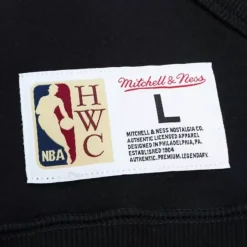 Mitchell & Ness
HWC
NBA
L
MITCHELL & NESS NOSTALGIA CO.
AUTHENTIC LICENSED APPAREL
DESIGNED IN PHILADELPHIA, PA
ESTABLISHED 1904
AUTHENTIC. PREMIUM. LEGENDARY.